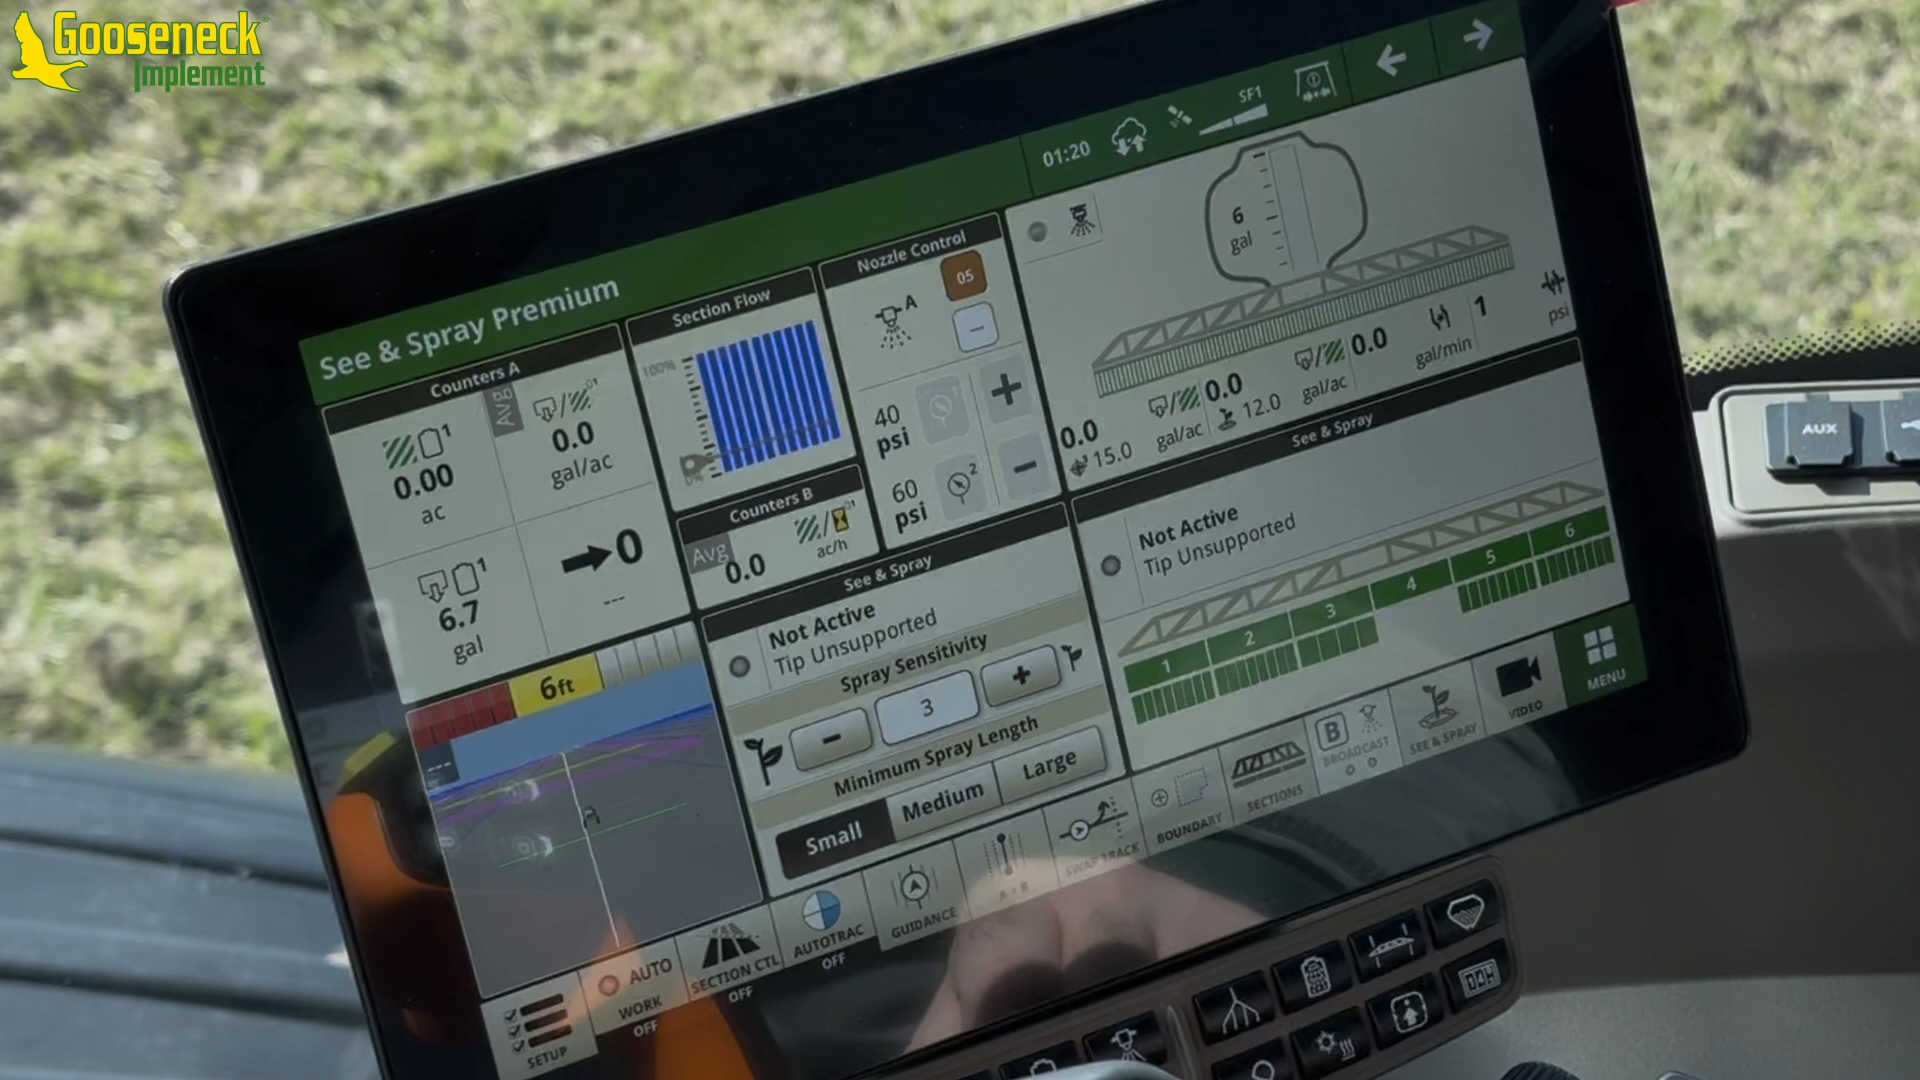 Gooseneck
Implement
01:20
SF1
See & Spray Premium
Counters A
0.00
ac
Avg
0.0
gal/ac
6.7
gal
0
---
Section Flow
100%
0%
Counters B
Avg
0.0
ac/h
Nozzle Control
A
05
40
psi
60
psi
2
6
gal
0.0
15.0
gal/ac
0.0
12.0
gal/ac
0.0
gal/min
1
psi
See & Spray
Not Active
Tip Unsupported
Spray Sensitivity
3
Minimum Spray Length
Small
Medium
Large
See & Spray
Not Active
Tip Unsupported
1
2
3
4
5
6
6ft
---
SETUP
AUTO
WORK
OFF
SECTION CTL
OFF
AUTOTRAC
OFF
GUIDANCE
A + B
SWAP TRACK
BOUNDARY
SECTIONS
B
BROADCAST
SEE & SPRAY
VIDEO
MENU
AUX